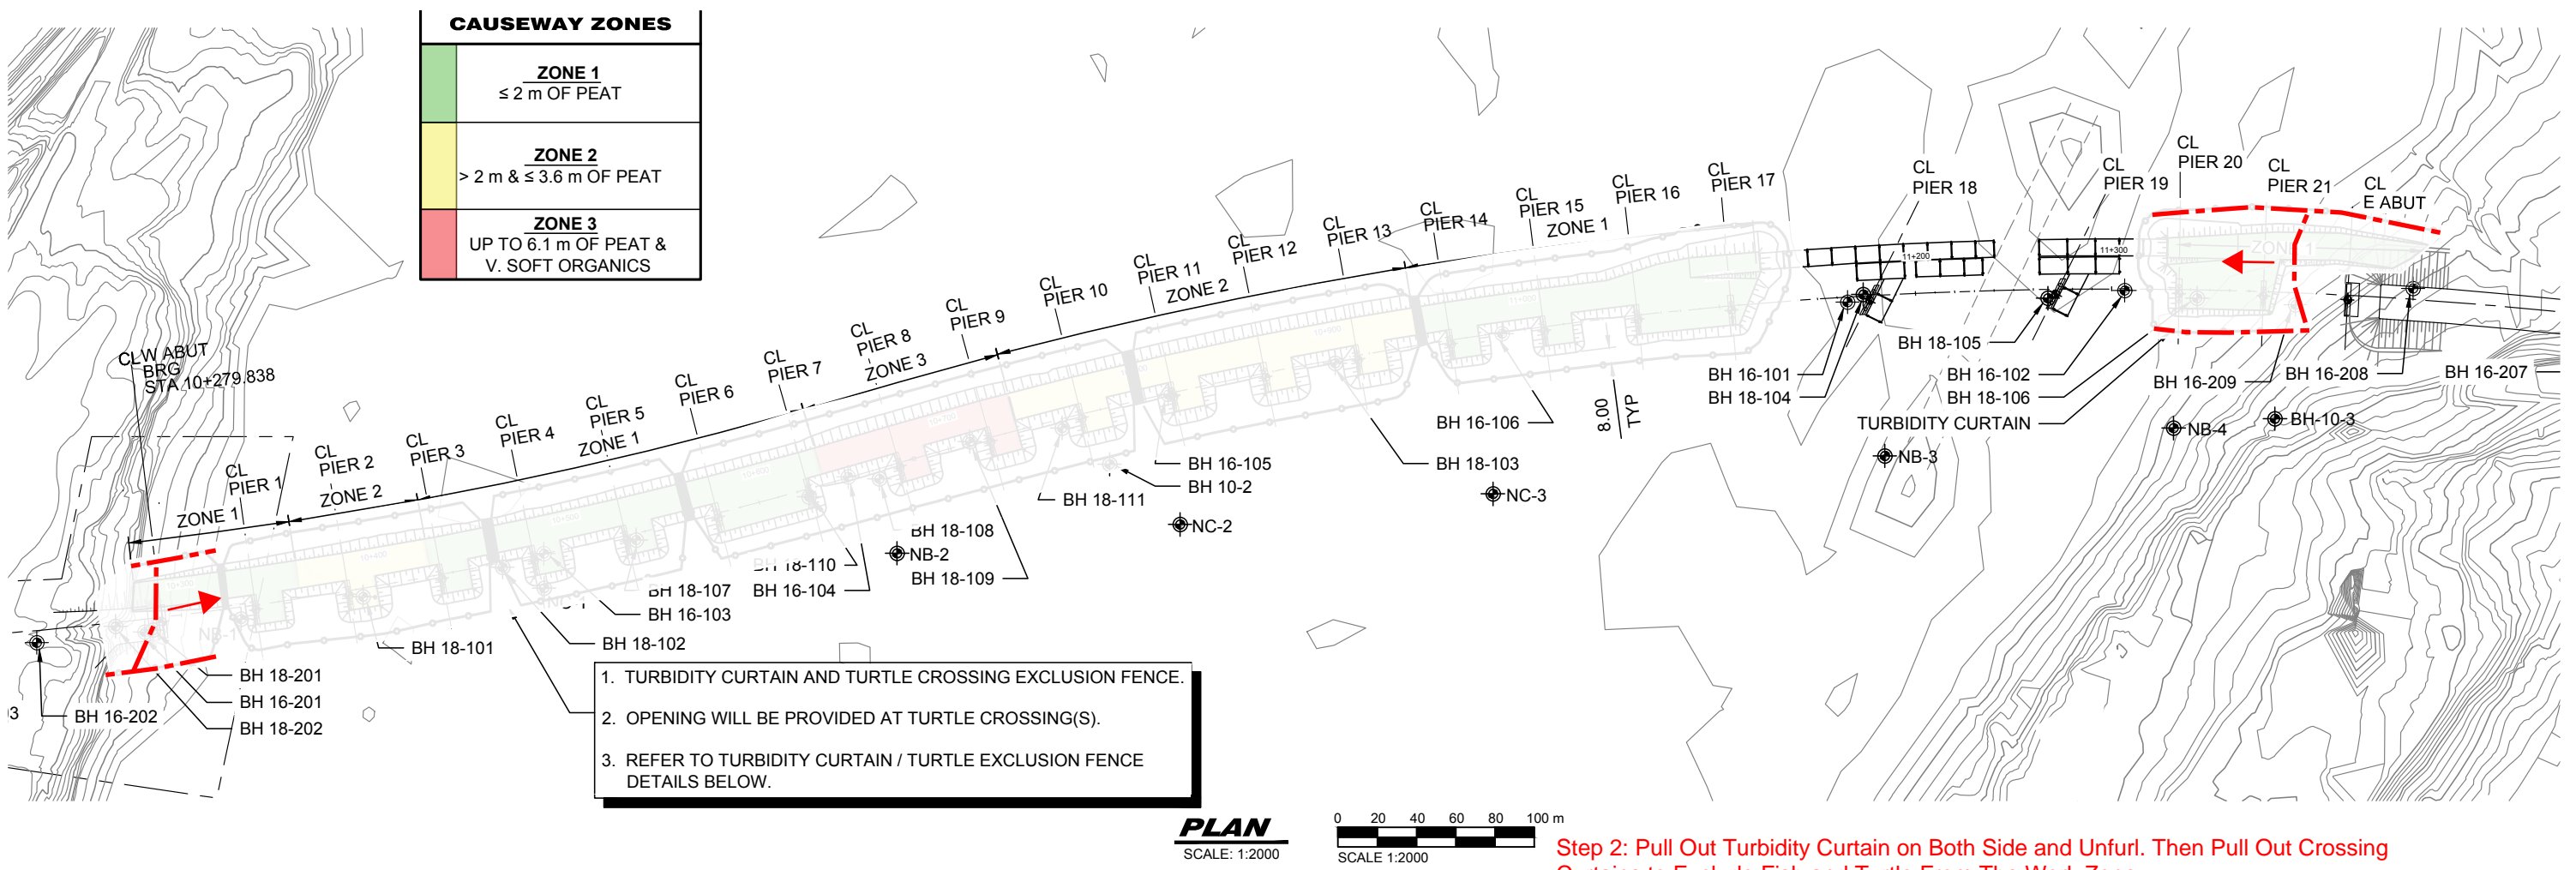 CAUSEWAY ZONES
ZONE 1
≤ 2 m OF PEAT
ZONE 2
> 2 m & ≤ 3.6 m OF PEAT
ZONE 3
UP TO 6.1 m OF PEAT &
V. SOFT ORGANICS
CL W ABUT
BRG
STA 10+279.838
CL
PIER 1
CL
PIER 2
CL
PIER 3
CL
PIER 4
CL
PIER 5
CL
PIER 6
CL
PIER 7
CL
PIER 8
CL
PIER 9
CL
PIER 10
CL
PIER 11
CL
PIER 12
CL
PIER 13
CL
PIER 14
CL
PIER 15
CL
PIER 16
CL
PIER 17
CL
PIER 18
CL
PIER 19
CL
PIER 20
CL
PIER 21
CL
E ABUT
ZONE 1
ZONE 2
ZONE 1
ZONE 3
ZONE 2
ZONE 1
ZONE 1
11+200
11+300
BH 16-202
BH 18-201
BH 16-201
BH 18-202
NB-1
BH 18-101
BH 18-102
BH 16-103
BH 18-107
BH 16-104
BH 18-110
BH 18-108
NB-2
BH 18-109
BH 18-111
BH 16-105
BH 10-2
NC-2
BH 18-103
NC-3
BH 16-106
8.00
TYP
BH 16-101
BH 18-104
BH 18-105
BH 16-102
BH 18-106
TURBIDITY CURTAIN
NB-3
NB-4
BH-10-3
BH 16-209
BH 16-208
BH 16-207
1. TURBIDITY CURTAIN AND TURTLE CROSSING EXCLUSION FENCE.
2. OPENING WILL BE PROVIDED AT TURTLE CROSSING(S).
3. REFER TO TURBIDITY CURTAIN / TURTLE EXCLUSION FENCE
DETAILS BELOW.
PLAN
SCALE: 1:2000
0 20 40 60 80 100 m
SCALE 1:2000
Step 2: Pull Out Turbidity Curtain on Both Side and Unfurl. Then Pull Out Crossing